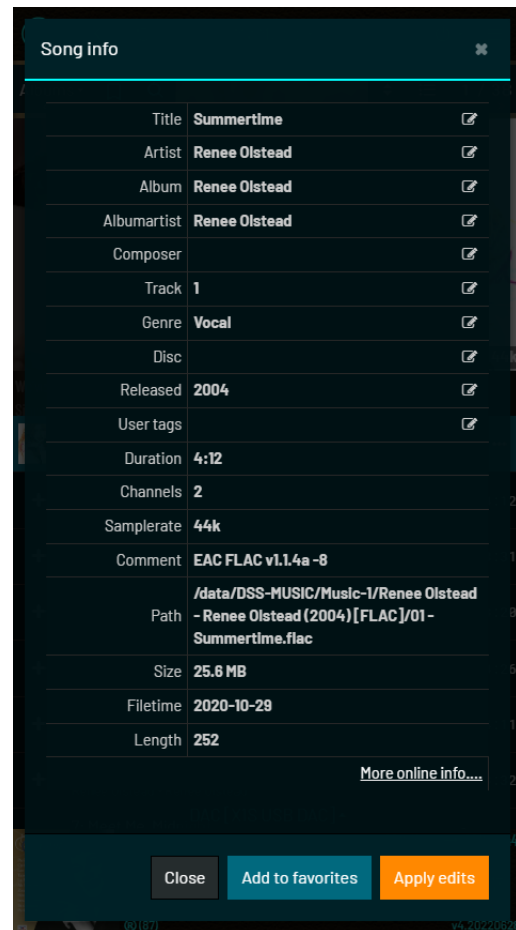 Song info
Title Summertime
Artist Renee Olstead
Album Renee Olstead
Albumartist Renee Olstead
Composer
Track 1
Genre Vocal
Disc
Released 2004
User tags
Duration 4:12
Channels 2
Samplerate 44k
Comment EAC FLAC v1.1.4a -8
/data/DSS-MUSIC/Music-1/Renee Olstead
Path - Renee Olstead (2004) [FLAC]/01 -
Summertime.flac
Size 25.6 MB
Filetime 2020-10-29
Length 252
More online info....
Close Add to favorites Apply edits